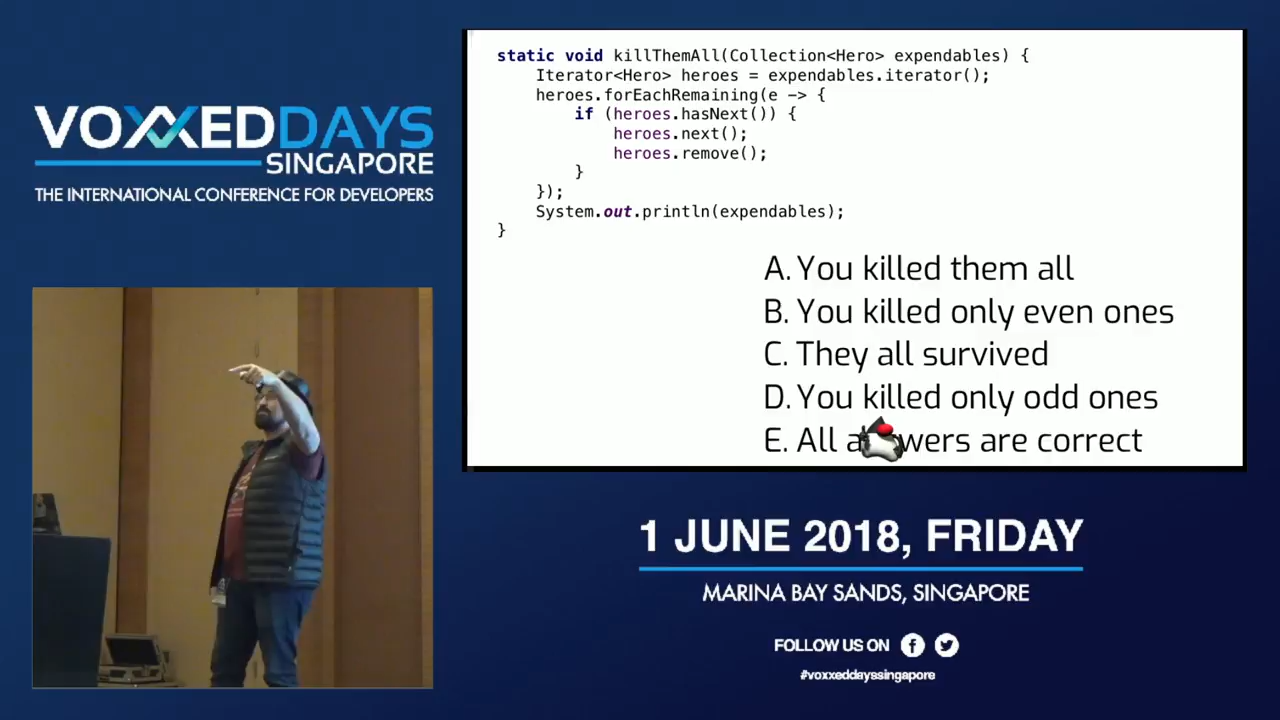 VOXXEDDAYS
SINGAPORE
THE INTERNATIONAL CONFERENCE FOR DEVELOPERS
static void killThemAll(Collection<Hero> expendables) {
    Iterator<Hero> heroes = expendables.iterator();
    heroes.forEachRemaining(e -> {
        if (heroes.hasNext()) {
            heroes.next();
            heroes.remove();
        }
    });
    System.out.println(expendables);
}
A. You killed them all
B. You killed only even ones
C. They all survived
D. You killed only odd ones
E. All are correct
1 JUNE 2018, FRIDAY
MARINA BAY SANDS, SINGAPORE
FOLLOW US ON
#voxxeddayssingapore